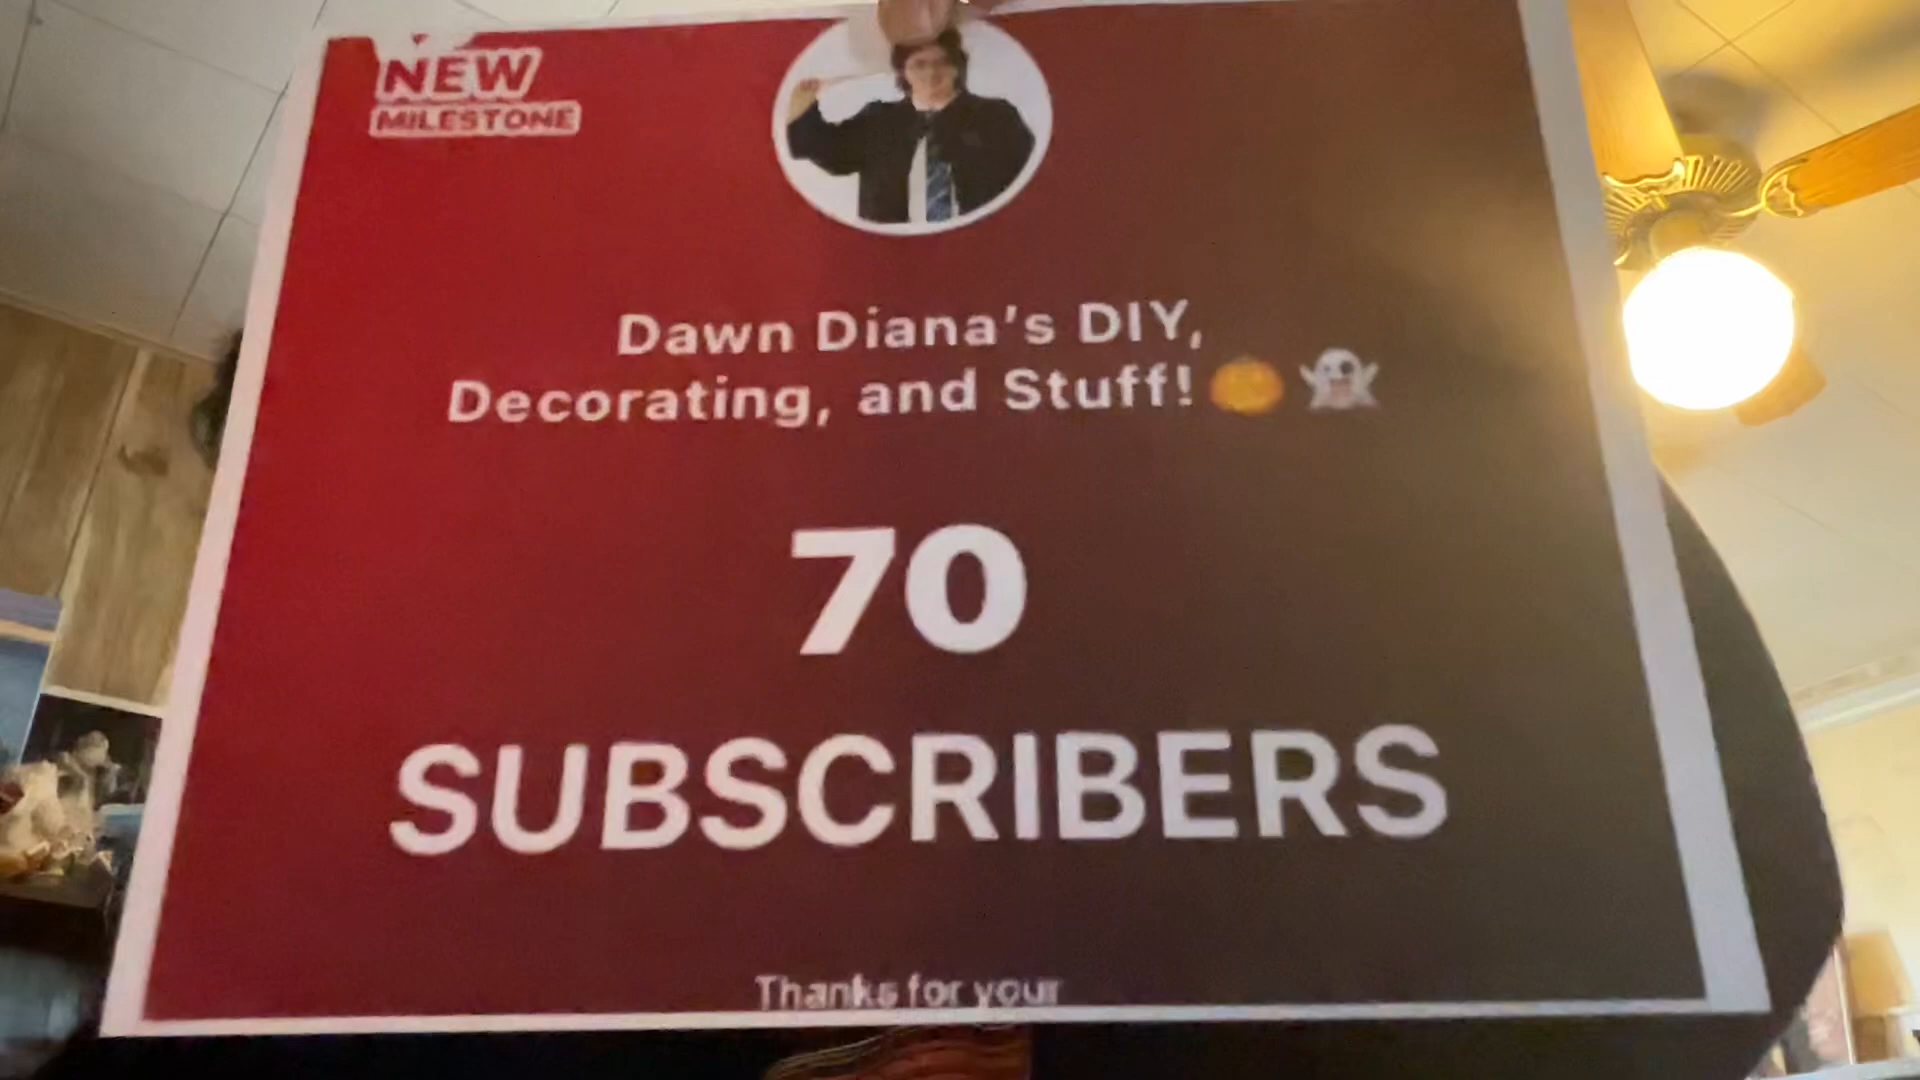 NEW
MILESTONE
Dawn Diana's DIY,
Decorating, and Stuff! 🎃 👻
70
SUBSCRIBERS
Thanks for your